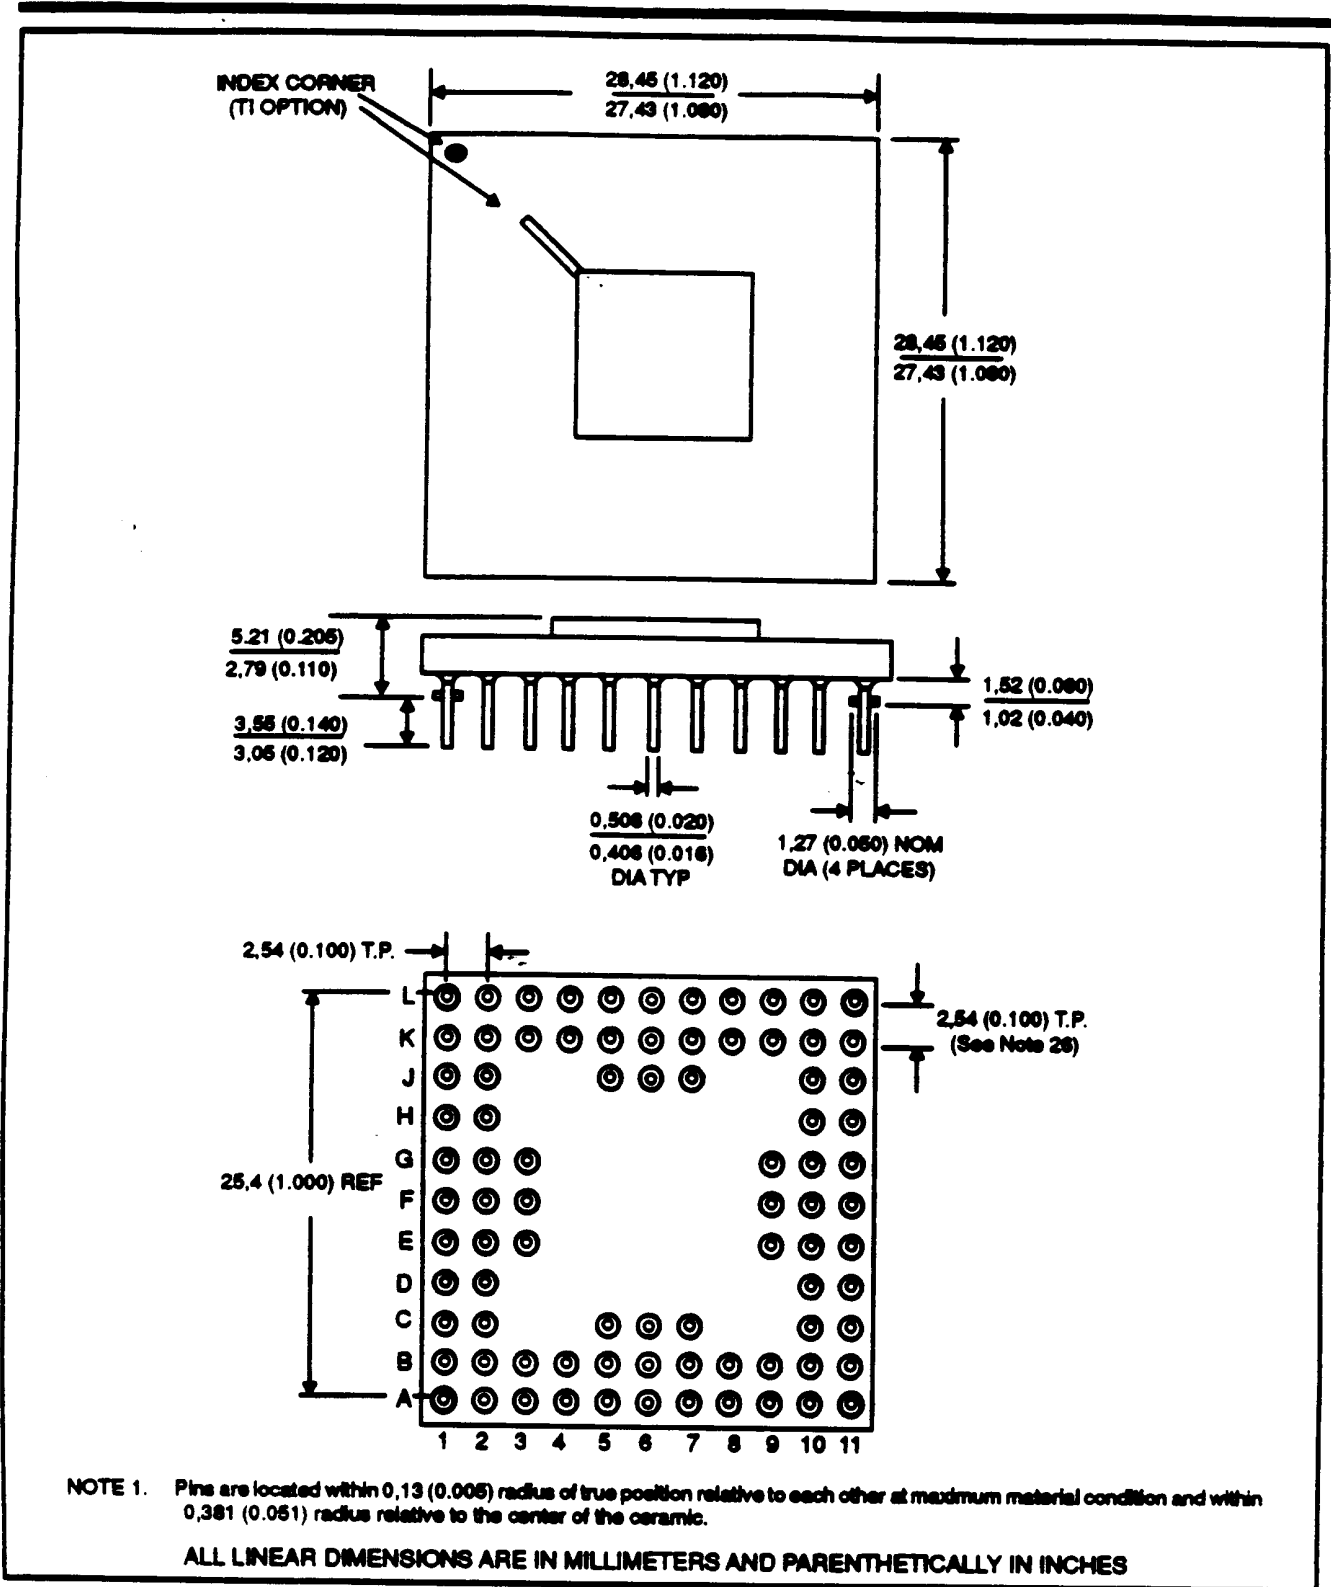 INDEX CORNER
(TI OPTION)
28,45 (1.120)
27,43 (1.080)
28,45 (1.120)
27,43 (1.080)
5.21 (0.205)
2,79 (0.110)
3,55 (0.140)
3,05 (0.120)
1,52 (0.060)
1,02 (0.040)
0,508 (0.020)
0,406 (0.016)
DIA TYP
1,27 (0.050) NOM
DIA (4 PLACES)
2,54 (0.100) T.P.
L
K
J
H
G
F
E
D
C
B
A
2,54 (0.100) T.P.
(See Note 26)
25,4 (1.000) REF
1 2 3 4 5 6 7 8 9 10 11
NOTE 1. Pins are located within 0,13 (0.005) radius of true position relative to each other at maximum material condition and within
0,381 (0.051) radius relative to the center of the ceramic.
ALL LINEAR DIMENSIONS ARE IN MILLIMETERS AND PARENTHETICALLY IN INCHES